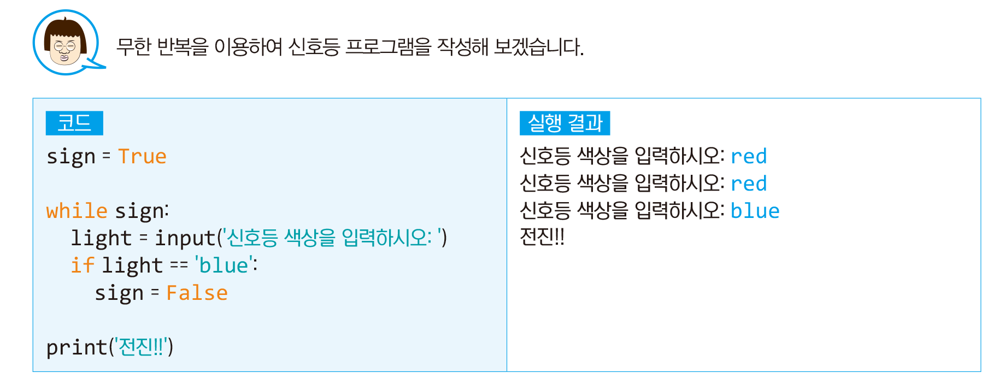 무한 반복을 이용하여 신호등 프로그램을 작성해 보겠습니다.
코드
sign = True
while sign:
light = input('신호등 색상을 입력하시오: ')
if light == 'blue':
sign = False
print('전진!!')
실행 결과
신호등 색상을 입력하시오: red
신호등 색상을 입력하시오: red
신호등 색상을 입력하시오: blue
전진!!